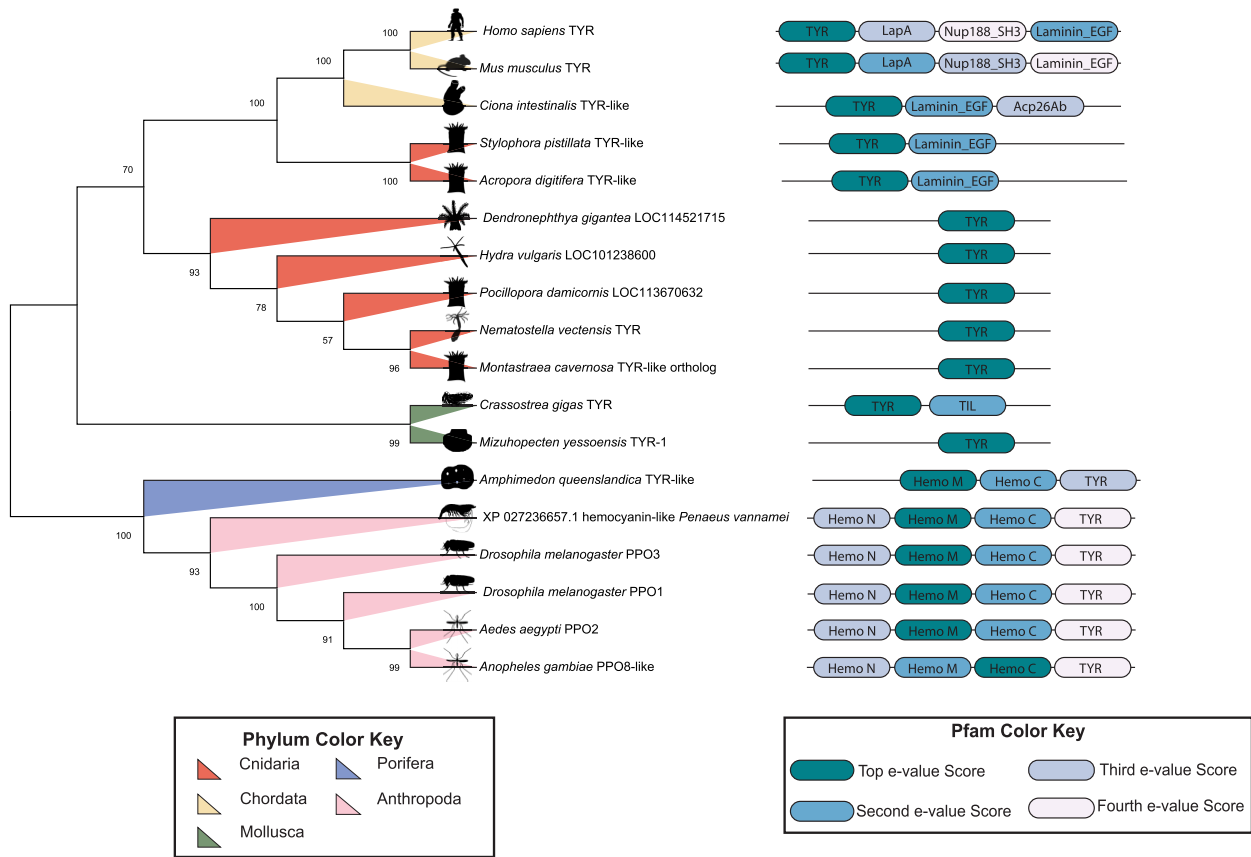 100 Homo sapiens TYR TYR LapA Nup188_SH3 Laminin_EGF
100 Mus musculus TYR TYR LapA Nup188_SH3 Laminin_EGF
100 Ciona intestinalis TYR-like TYR Laminin_EGF Acp26Ab
Stylophora pistillata TYR-like TYR Laminin_EGF
70 100 Acropora digitifera TYR-like TYR Laminin_EGF
Dendronephthya gigantea LOC114521715 TYR
93 Hydra vulgaris LOC101238600 TYR
78 Pocillopora damicornis LOC113670632 TYR
57 Nematostella vectensis TYR TYR
96 Montastraea cavernosa TYR-like ortholog TYR
Crassostrea gigas TYR TYR TIL
99 Mizuhopecten yessoensis TYR-1 TYR
Amphimedon queenslandica TYR-like Hemo M Hemo C TYR
100 XP 027236657.1 hemocyanin-like Penaeus vannamei Hemo N Hemo M Hemo C TYR
93 Drosophila melanogaster PPO3 Hemo N Hemo M Hemo C TYR
100 Drosophila melanogaster PPO1 Hemo N Hemo M Hemo C TYR
91 Aedes aegypti PPO2 Hemo N Hemo M Hemo C TYR
99 Anopheles gambiae PPO8-like Hemo N Hemo M Hemo C TYR
Phylum Color Key
Cnidaria Porifera
Chordata Anthropoda
Mollusca
Pfam Color Key
Top e-value Score Third e-value Score
Second e-value Score Fourth e-value Score